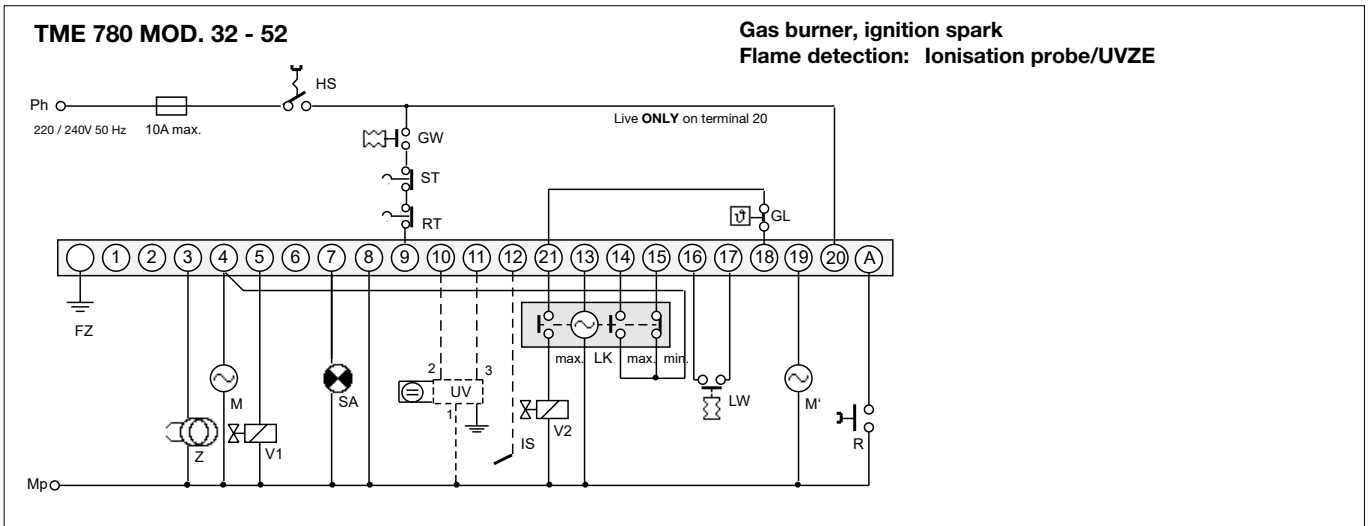 TME 780 MOD. 32 - 52
Gas burner, ignition spark
Flame detection: Ionisation probe/UVZE
HS
Ph
220 / 240V 50 Hz 10A max.
Live ONLY on terminal 20
GW
ST
RT
ϑ GL
1 2 3 4 5 6 7 8 9 10 11 12 21 13 14 15 16 17 18 19 20 A
FZ
max. LK max. min.
2 3
UV
1
M SA LW M‘
Z V1 IS V2 R
Mp